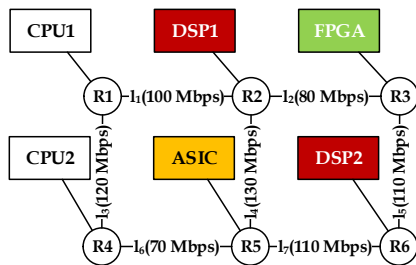 CPU1
DSP1
FPGA
R1
l₁(100 Mbps)
R2
l₂(80 Mbps)
R3
l₃(120 Mbps)
l₄(130 Mbps)
l₅(110 Mbps)
CPU2
ASIC
DSP2
R4
l₆(70 Mbps)
R5
l₇(110 Mbps)
R6